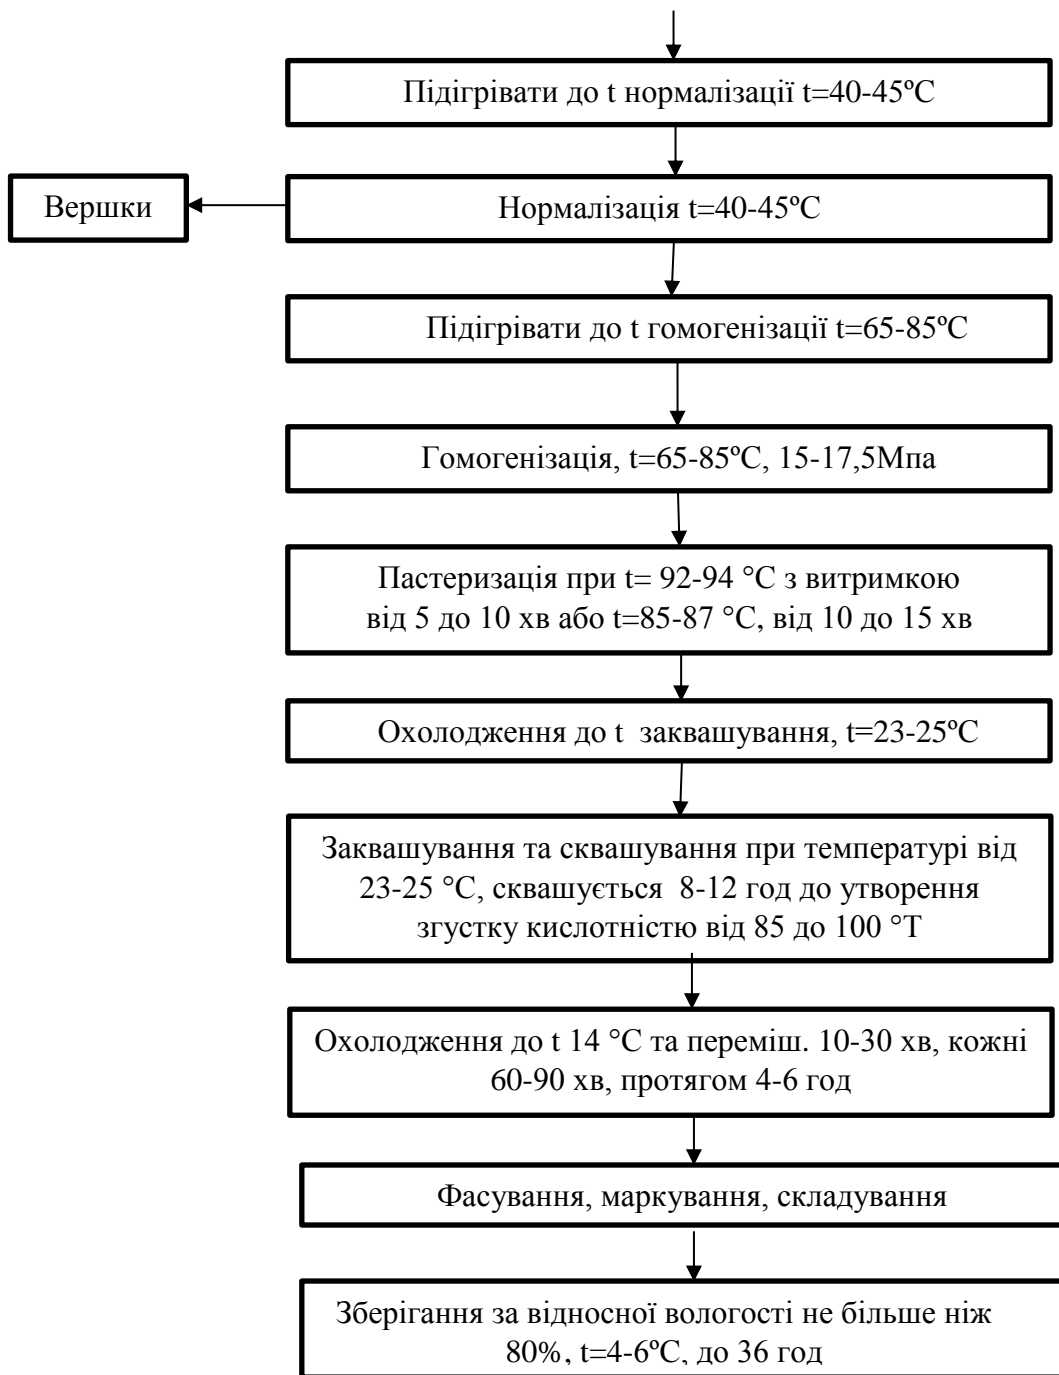 Підігрівати до t нормалізації t=40-45ºС
Вершки
Нормалізація t=40-45ºС
Підігрівати до t гомогенізації t=65-85ºС
Гомогенізація, t=65-85ºС, 15-17,5Мпа
Пастеризація при t= 92-94 °С з витримкою
від 5 до 10 хв або t=85-87 °С, від 10 до 15 хв
Охолодження до t заквашування, t=23-25ºС
Заквашування та сквашування при температурі від
23-25 °С, сквашується 8-12 год до утворення
згустку кислотністю від 85 до 100 °Т
Охолодження до t 14 °С та переміш. 10-30 хв, кожні
60-90 хв, протягом 4-6 год
Фасування, маркування, складування
Зберігання за відносної вологості не більше ніж
80%, t=4-6ºС, до 36 год